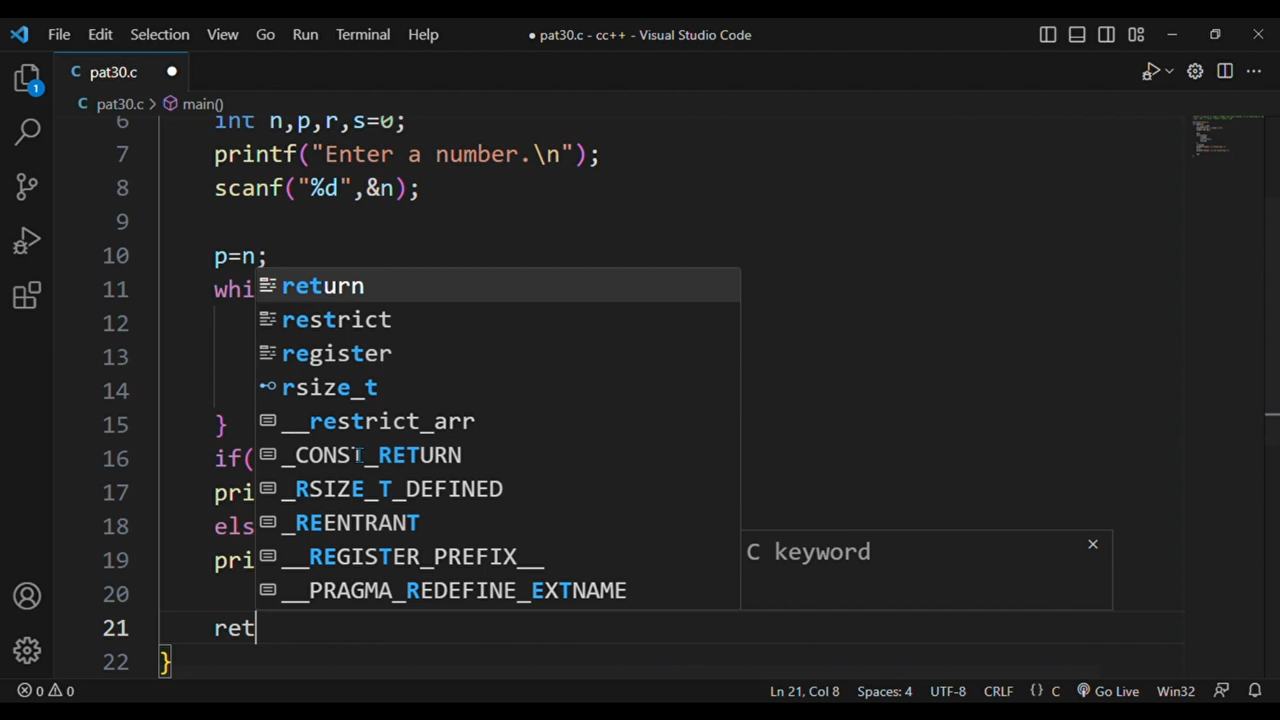 File Edit Selection View Go Run Terminal Help ● pat30.c - cc++ - Visual Studio Code
C pat30.c ●
C pat30.c > main()
1
6 int n,p,r,s=0;
7 printf("Enter a number.\n");
8 scanf("%d",&n);
9
10 p=n;
11 whi
12
13
14
15 }
16 if(
17 pri
18 els
19 pri
20
21 ret
22 }
return
restrict
register
rsize_t
__restrict_arr
_CONST_RETURN
_RSIZE_T_DEFINED
_REENTRANT
__REGISTER_PREFIX__
__PRAGMA_REDEFINE_EXTNAME
C keyword
0 0 Ln 21, Col 8 Spaces: 4 UTF-8 CRLF {} C Go Live Win32